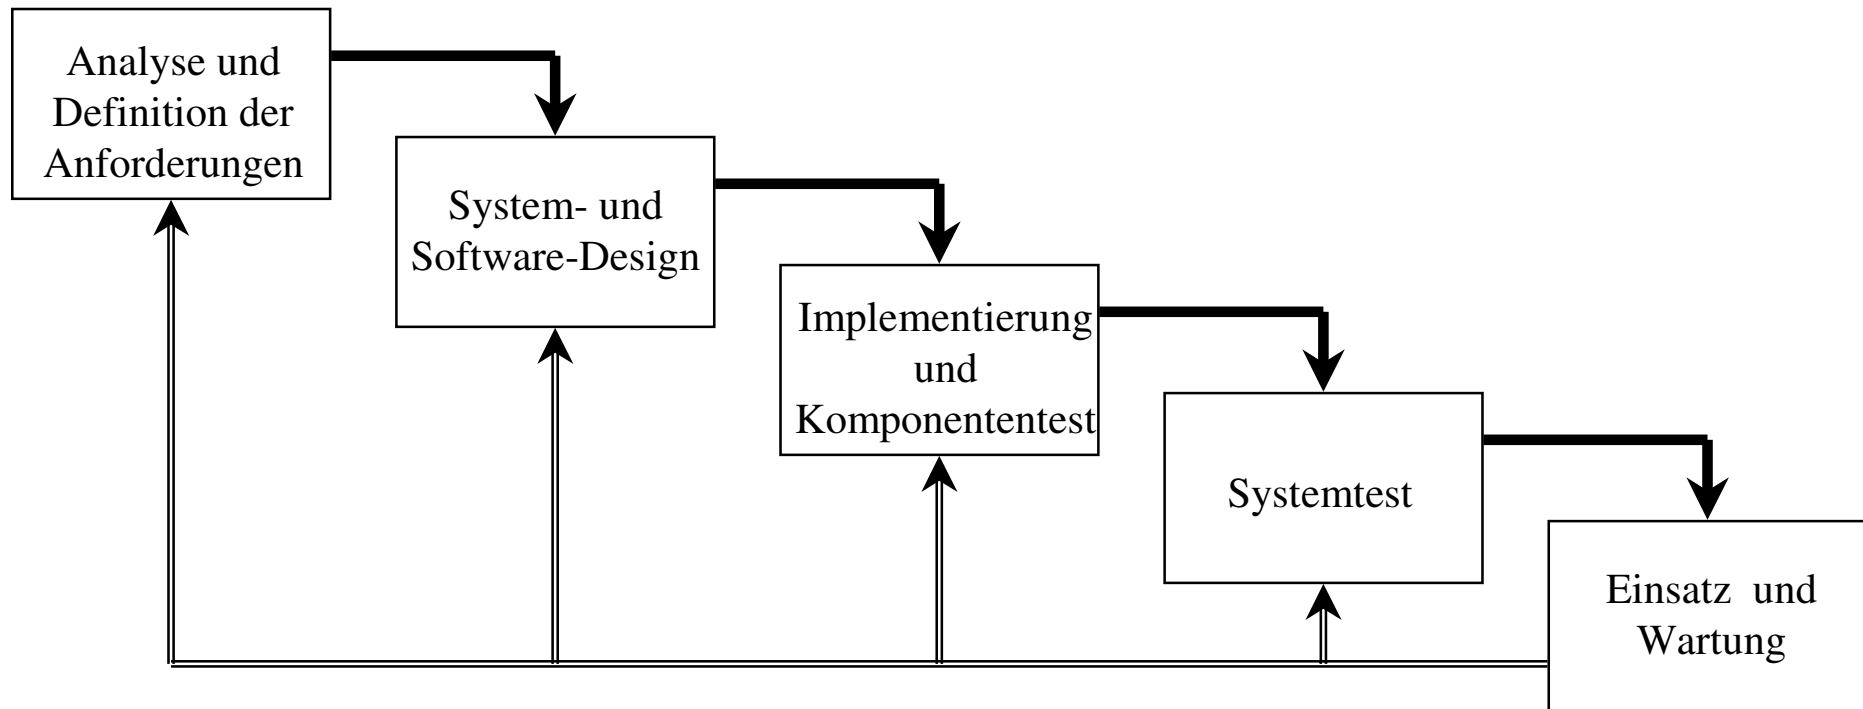 Analyse und
Definition der
Anforderungen
System- und
Software-Design
Implementierung
und
Komponententest
Systemtest
Einsatz und
Wartung